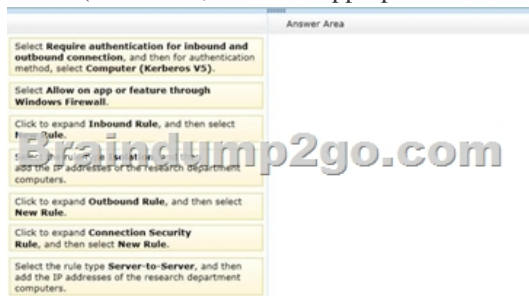 Answer Area
Select Require authentication for inbound and
outbound connection, and then for authentication
method, select Computer (Kerberos V5).
Select Allow on app or feature through
Windows Firewall.
Click to expand Inbound Rule, and then select
New Rule.
Braindump2go.com
add the IP addresses of the research department
computers.
Click to expand Outbound Rule, and then select
New Rule.
Click to expand Connection Security
Rule, and then select New Rule.
Select the rule type Server-to-Server, and then
add the IP addresses of the research department
computers.